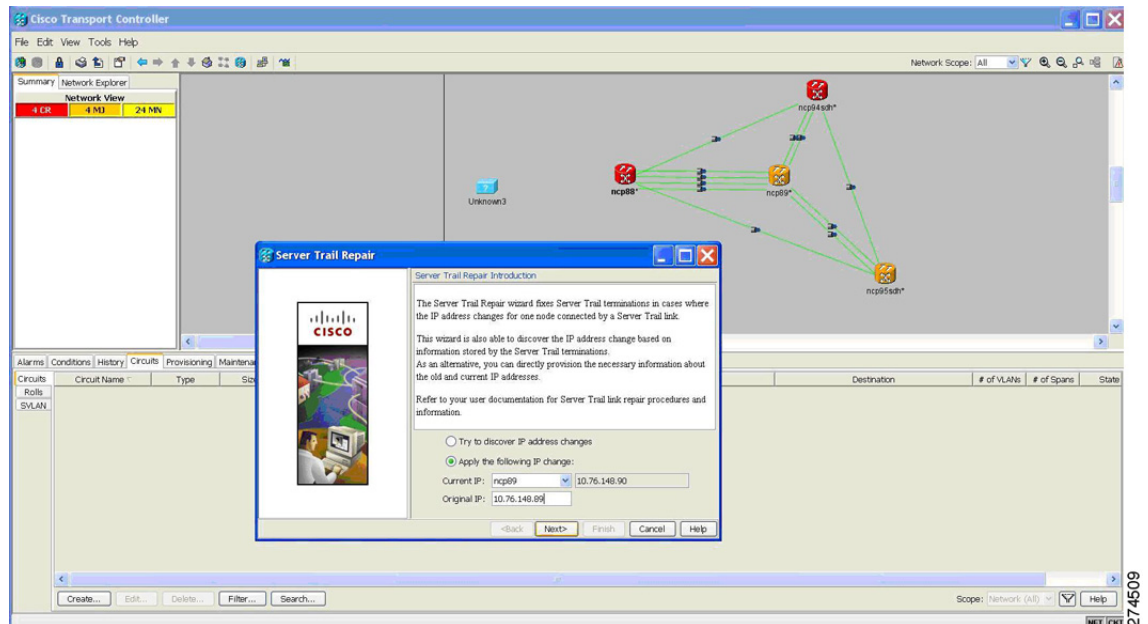 Cisco Transport Controller
File Edit View Tools Help
Network Scope: All
Summary Network Explorer
Network View
4 CR 4 MJ 24 MN
ncp94sdh*
Unknown3
ncp88*
ncp89*
ncp95sdh*
Server Trail Repair
CISCO
Server Trail Repair Introduction
The Server Trail Repair wizard fixes Server Trail terminations in cases where
the IP address changes for one node connected by a Server Trail link.
This wizard is also able to discover the IP address change based on
information stored by the Server Trail terminations.
As an alternative, you can directly provision the necessary information about
the old and current IP addresses.
Refer to your user documentation for Server Trail link repair procedures and
information.
Try to discover IP address changes
Apply the following IP change:
Current IP: ncp89 10.76.148.90
Original IP: 10.76.148.89
<Back Next> Finish Cancel Help
Alarms Conditions History Circuits Provisioning Maintena
Circuits Circuit Name Type Siz Destination # of VLANs # of Spans State
Rolls
SVLAN
Create... Edit... Delete... Filter... Search... Scope: Network (All) Help
NET CKT
274509